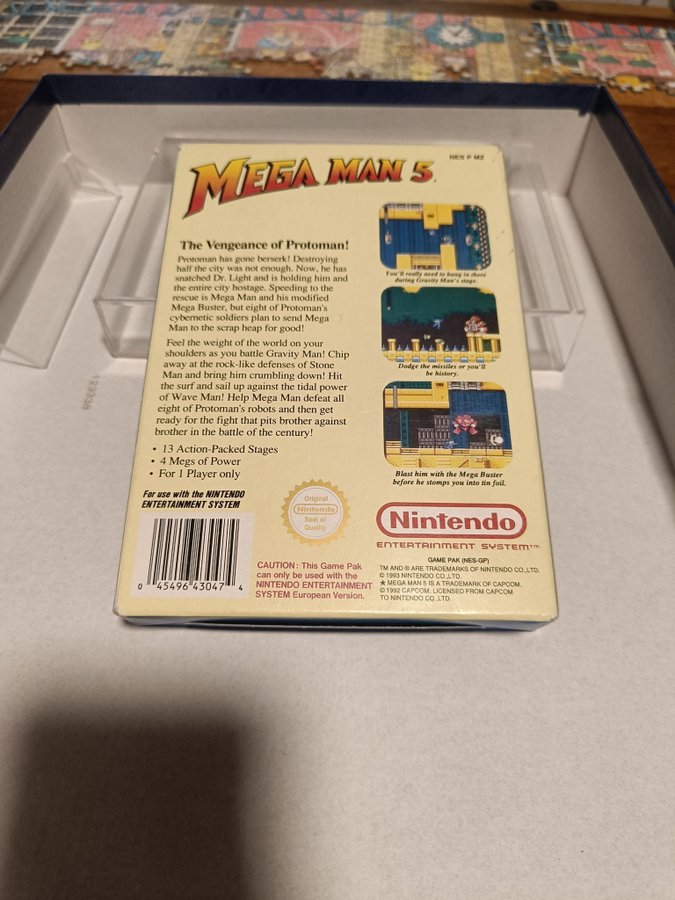 MEGA MAN 5
NES P MZ
The Vengeance of Protoman!
Protoman has gone berserk! Destroying
half the city was not enough. Now, he has
snatched Dr. Light and is holding him and
the entire city hostage. Speeding to the
rescue is Mega Man and his modified
Mega Buster, but eight of Protoman's
cybernetic soldiers plan to send Mega
Man to the scrap heap for good!
Feel the weight of the world on your
shoulders as you battle Gravity Man! Chip
away at the rock-like defenses of Stone
Man and bring him crumbling down! Hit
the surf and sail up against the tidal power
of Wave Man! Help Mega Man defeat all
eight of Protoman's robots and then get
ready for the fight that pits brother against
brother in the battle of the century!
• 13 Action-Packed Stages
• 4 Megs of Power
• For 1 Player only
You'll really need to hang in there
during Gravity Man's stage.
Dodge the missiles or you'll
be history.
Blast him with the Mega Buster
before he stomps you into tin foil.
For use with the NINTENDO
ENTERTAINMENT SYSTEM
0 45496 43047 4
Original
Nintendo
Seal of
Quality
CAUTION: This Game Pak
can only be used with the
NINTENDO ENTERTAINMENT
SYSTEM European Version.
Nintendo
ENTERTAINMENT SYSTEM™
GAME PAK (NES-GP)
TM AND ® ARE TRADEMARKS OF NINTENDO CO.,LTD.
© 1993 NINTENDO CO.,LTD.
★ MEGA MAN 5 IS A TRADEMARK OF CAPCOM.
© 1992 CAPCOM. LICENSED FROM CAPCOM
TO NINTENDO CO.,LTD.